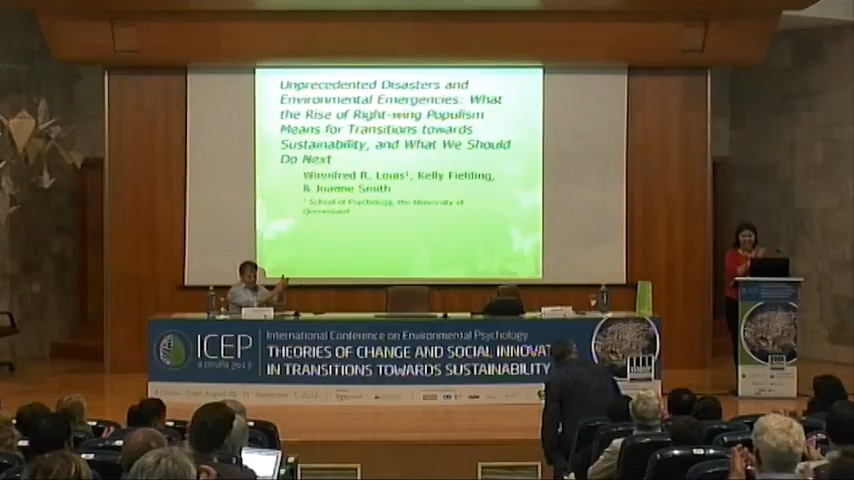 Unprecedented Disasters and
Environmental Emergencies: What
the Rise of Right-wing Populism
Means for Transitions towards
Sustainability, and What We Should
Do Next
Winnifred R. Louis¹, Kelly Fielding,
& Joanne Smith
¹ School of Psychology, the University of
Queensland
ICEP
a coruña 2017
International Conference on Environmental Psychology
THEORIES OF CHANGE AND SOCIAL INNOVAT
IN TRANSITIONS TOWARDS SUSTAINABILITY